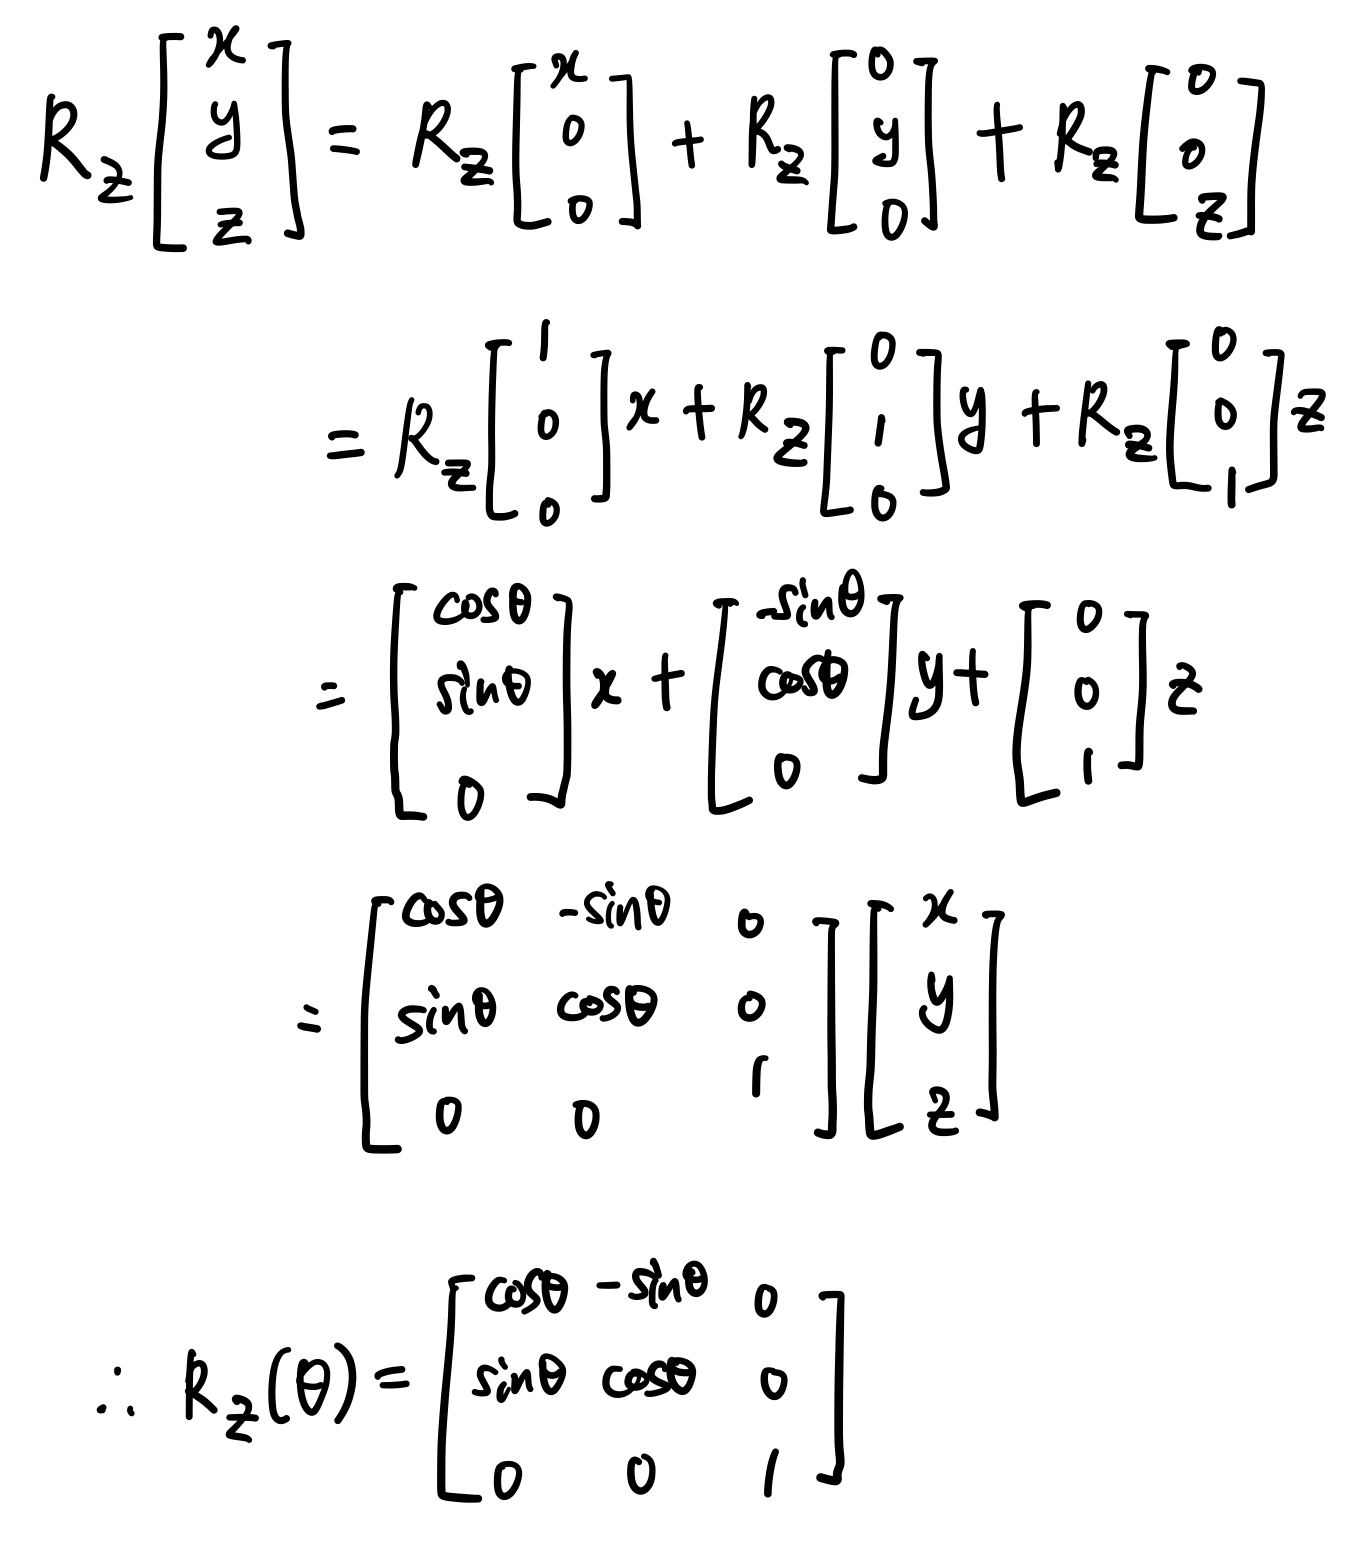 $R_z \begin{bmatrix} x \\ y \\ z \end{bmatrix} = R_z \begin{bmatrix} x \\ 0 \\ 0 \end{bmatrix} + R_z \begin{bmatrix} 0 \\ y \\ 0 \end{bmatrix} + R_z \begin{bmatrix} 0 \\ 0 \\ z \end{bmatrix}$
$= R_z \begin{bmatrix} 1 \\ 0 \\ 0 \end{bmatrix} x + R_z \begin{bmatrix} 0 \\ 1 \\ 0 \end{bmatrix} y + R_z \begin{bmatrix} 0 \\ 0 \\ 1 \end{bmatrix} z$
$= \begin{bmatrix} \cos\theta \\ \sin\theta \\ 0 \end{bmatrix} x + \begin{bmatrix} -\sin\theta \\ \cos\theta \\ 0 \end{bmatrix} y + \begin{bmatrix} 0 \\ 0 \\ 1 \end{bmatrix} z$
$= \begin{bmatrix} \cos\theta & -\sin\theta & 0 \\ \sin\theta & \cos\theta & 0 \\ 0 & 0 & 1 \end{bmatrix} \begin{bmatrix} x \\ y \\ z \end{bmatrix}$
$\therefore R_z(\theta) = \begin{bmatrix} \cos\theta & -\sin\theta & 0 \\ \sin\theta & \cos\theta & 0 \\ 0 & 0 & 1 \end{bmatrix}$